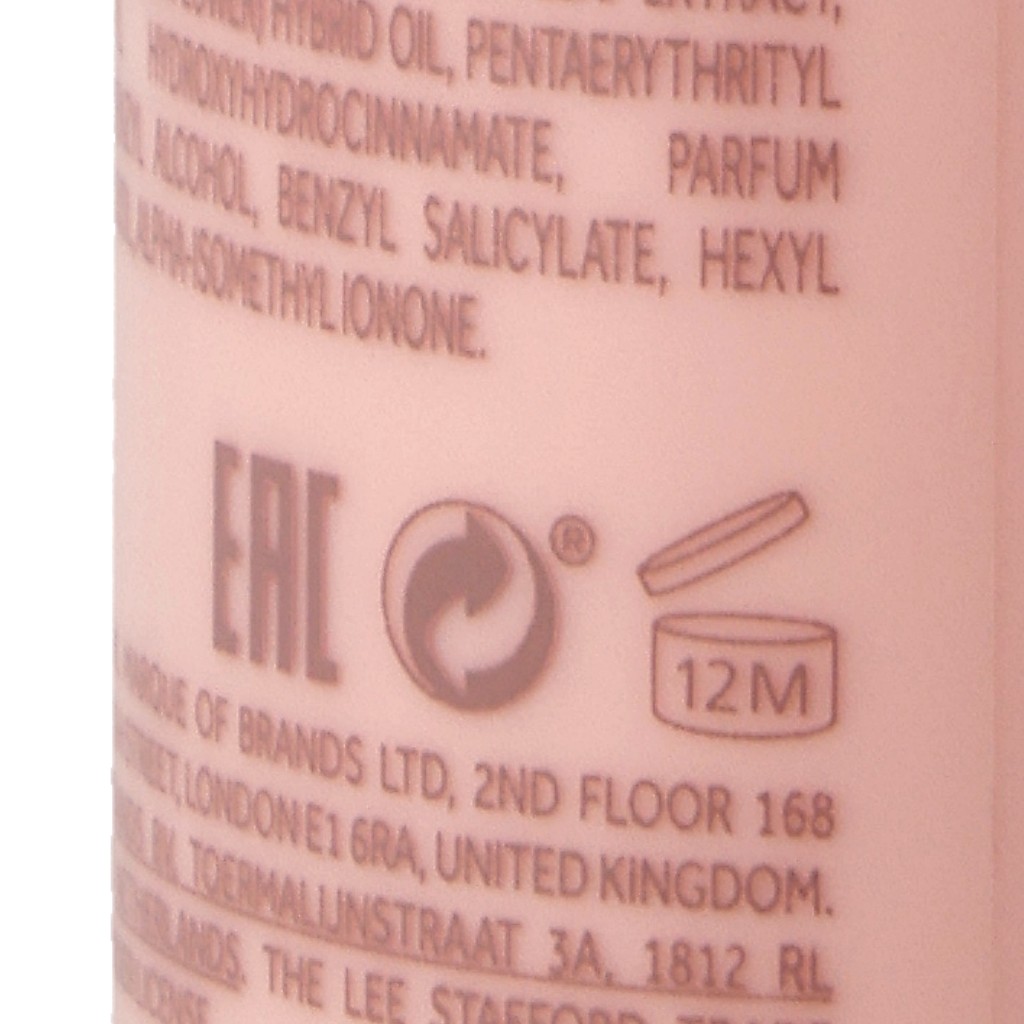 EXTRACT,
HYBRID OIL, PENTAERYTHRITYL
HYDROXYHYDROCINNAMATE, PARFUM
ALCOHOL, BENZYL SALICYLATE, HEXYL
ALPHA-ISOMETHYL IONONE.
EAC
®
12M
OF BRANDS LTD, 2ND FLOOR 168
LONDON E1 6RA, UNITED KINGDOM.
TOERMALIJNSTRAAT 3A, 1812 RL
THE LEE STAFFORD